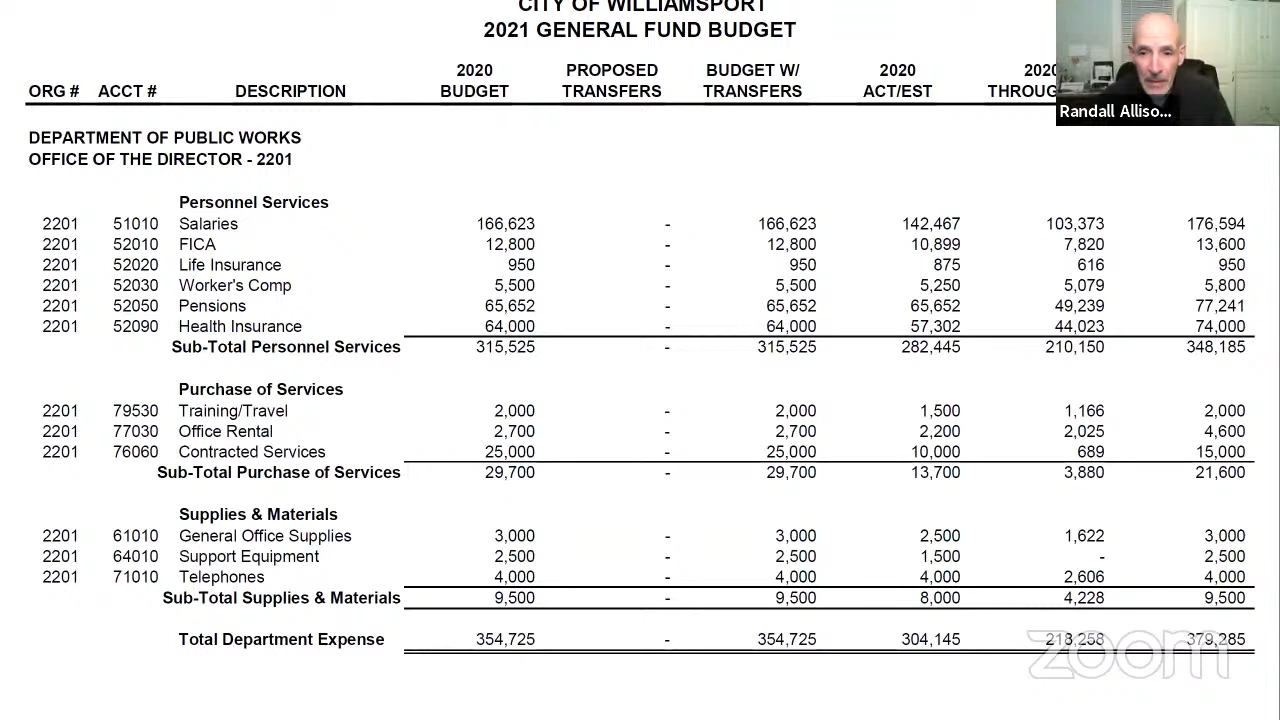 CITY OF WILLIAMSPORT
2021 GENERAL FUND BUDGET
2020 PROPOSED BUDGET W/ 2020 2020
ORG # ACCT # DESCRIPTION BUDGET TRANSFERS TRANSFERS ACT/EST THROUG
Randall Alliso...
DEPARTMENT OF PUBLIC WORKS
OFFICE OF THE DIRECTOR - 2201
Personnel Services
2201 51010 Salaries 166,623 - 166,623 142,467 103,373 176,594
2201 52010 FICA 12,800 - 12,800 10,899 7,820 13,600
2201 52020 Life Insurance 950 - 950 875 616 950
2201 52030 Worker's Comp 5,500 - 5,500 5,250 5,079 5,800
2201 52050 Pensions 65,652 - 65,652 65,652 49,239 77,241
2201 52090 Health Insurance 64,000 - 64,000 57,302 44,023 74,000
Sub-Total Personnel Services 315,525 - 315,525 282,445 210,150 348,185
Purchase of Services
2201 79530 Training/Travel 2,000 - 2,000 1,500 1,166 2,000
2201 77030 Office Rental 2,700 - 2,700 2,200 2,025 4,600
2201 76060 Contracted Services 25,000 - 25,000 10,000 689 15,000
Sub-Total Purchase of Services 29,700 - 29,700 13,700 3,880 21,600
Supplies & Materials
2201 61010 General Office Supplies 3,000 - 3,000 2,500 1,622 3,000
2201 64010 Support Equipment 2,500 - 2,500 1,500 - 2,500
2201 71010 Telephones 4,000 - 4,000 4,000 2,606 4,000
Sub-Total Supplies & Materials 9,500 - 9,500 8,000 4,228 9,500
Total Department Expense 354,725 - 354,725 304,145 218,258 379,285
zoom